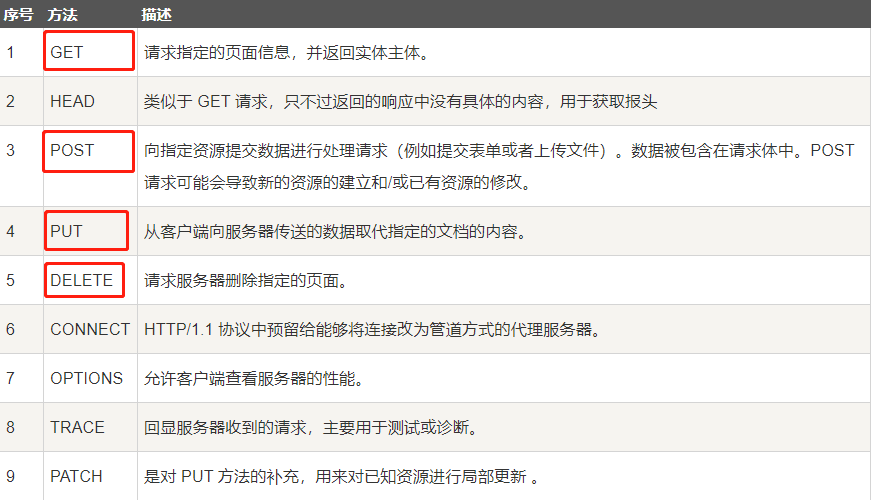 序号 方法 描述
1 GET 请求指定的页面信息，并返回实体主体。
2 HEAD 类似于 GET 请求，只不过返回的响应中没有具体的内容，用于获取报头
3 POST 向指定资源提交数据进行处理请求（例如提交表单或者上传文件）。数据被包含在请求体中。POST
请求可能会导致新的资源的建立和/或已有资源的修改。
4 PUT 从客户端向服务器传送的数据取代指定的文档的内容。
5 DELETE 请求服务器删除指定的页面。
6 CONNECT HTTP/1.1 协议中预留给能够将连接改为管道方式的代理服务器。
7 OPTIONS 允许客户端查看服务器的性能。
8 TRACE 回显服务器收到的请求，主要用于测试或诊断。
9 PATCH 是对 PUT 方法的补充，用来对已知资源进行局部更新 。